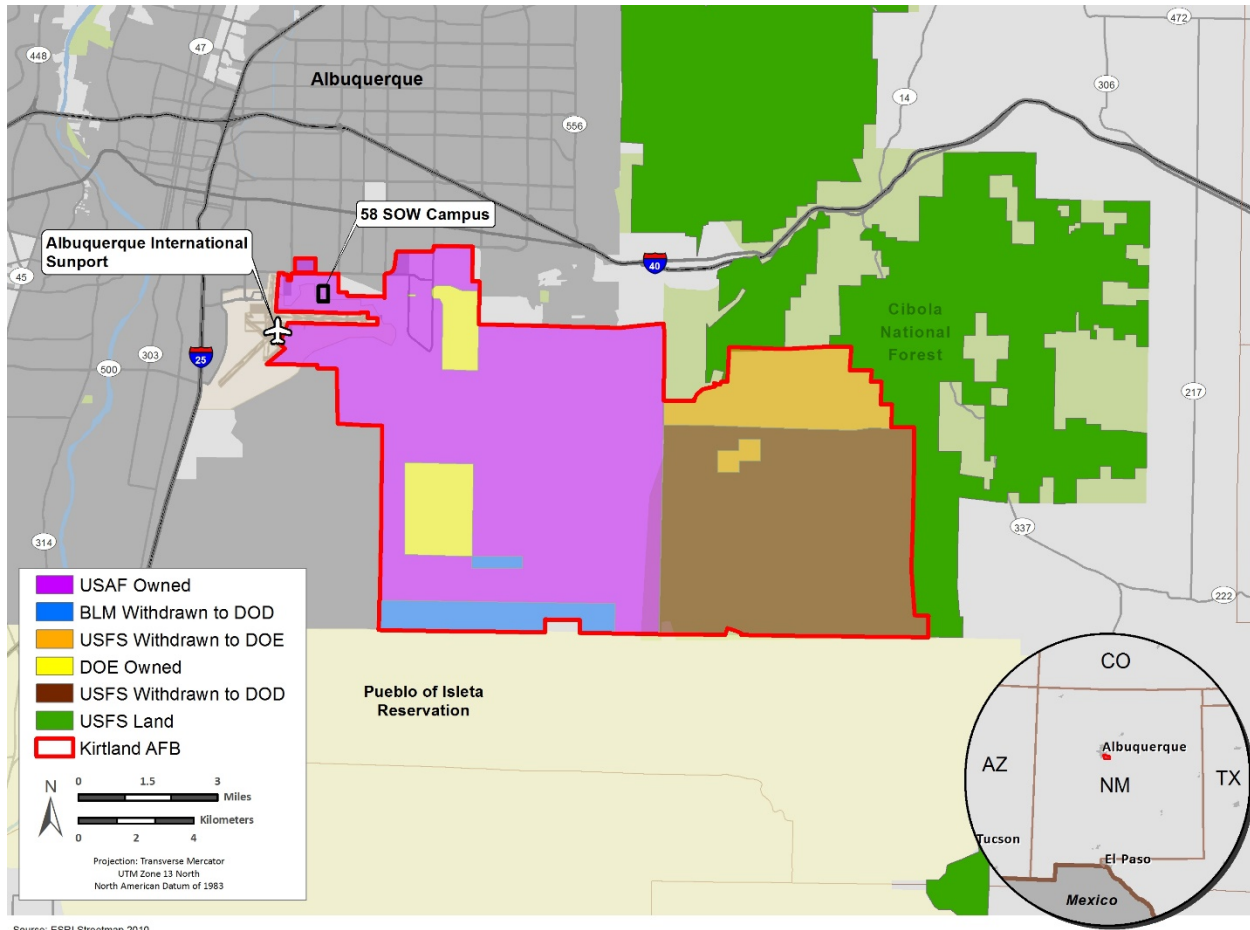 472
448
47
Albuquerque
14
306
556
58 SOW Campus
Albuquerque International
Sunport
40
45
Cibola
National
Forest
303
25
500
217
314
337
222
USAF Owned
BLM Withdrawn to DOD
USFS Withdrawn to DOE
DOE Owned
USFS Withdrawn to DOD
USFS Land
Kirtland AFB
Pueblo of Isleta
Reservation
N
0 1.5 3
Miles
Kilometers
0 2 4
Projection: Transverse Mercator
UTM Zone 13 North
North American Datum of 1983
CO
Albuquerque
AZ
NM
TX
Tucson
El Paso
Mexico
Source: ESRI Streetmap 2010